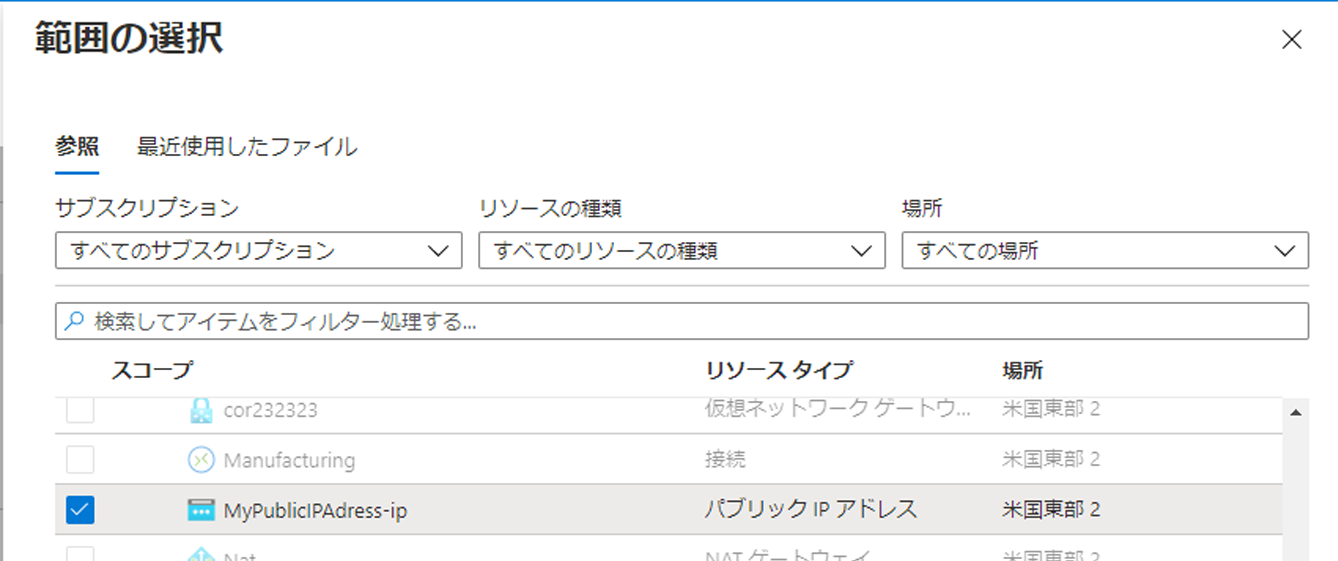 範囲の選択
参照 最近使用したファイル
サブスクリプション リソースの種類 場所
すべてのサブスクリプション すべてのリソースの種類 すべての場所
検索してアイテムをフィルター処理する...
スコープ リソース タイプ 場所
cor232323 仮想ネットワーク ゲートウ... 米国東部 2
Manufacturing 接続 米国東部 2
MyPublicIPAdress-ip パブリック IP アドレス 米国東部 2
Nat NAT ゲートウェイ 米国東部 2